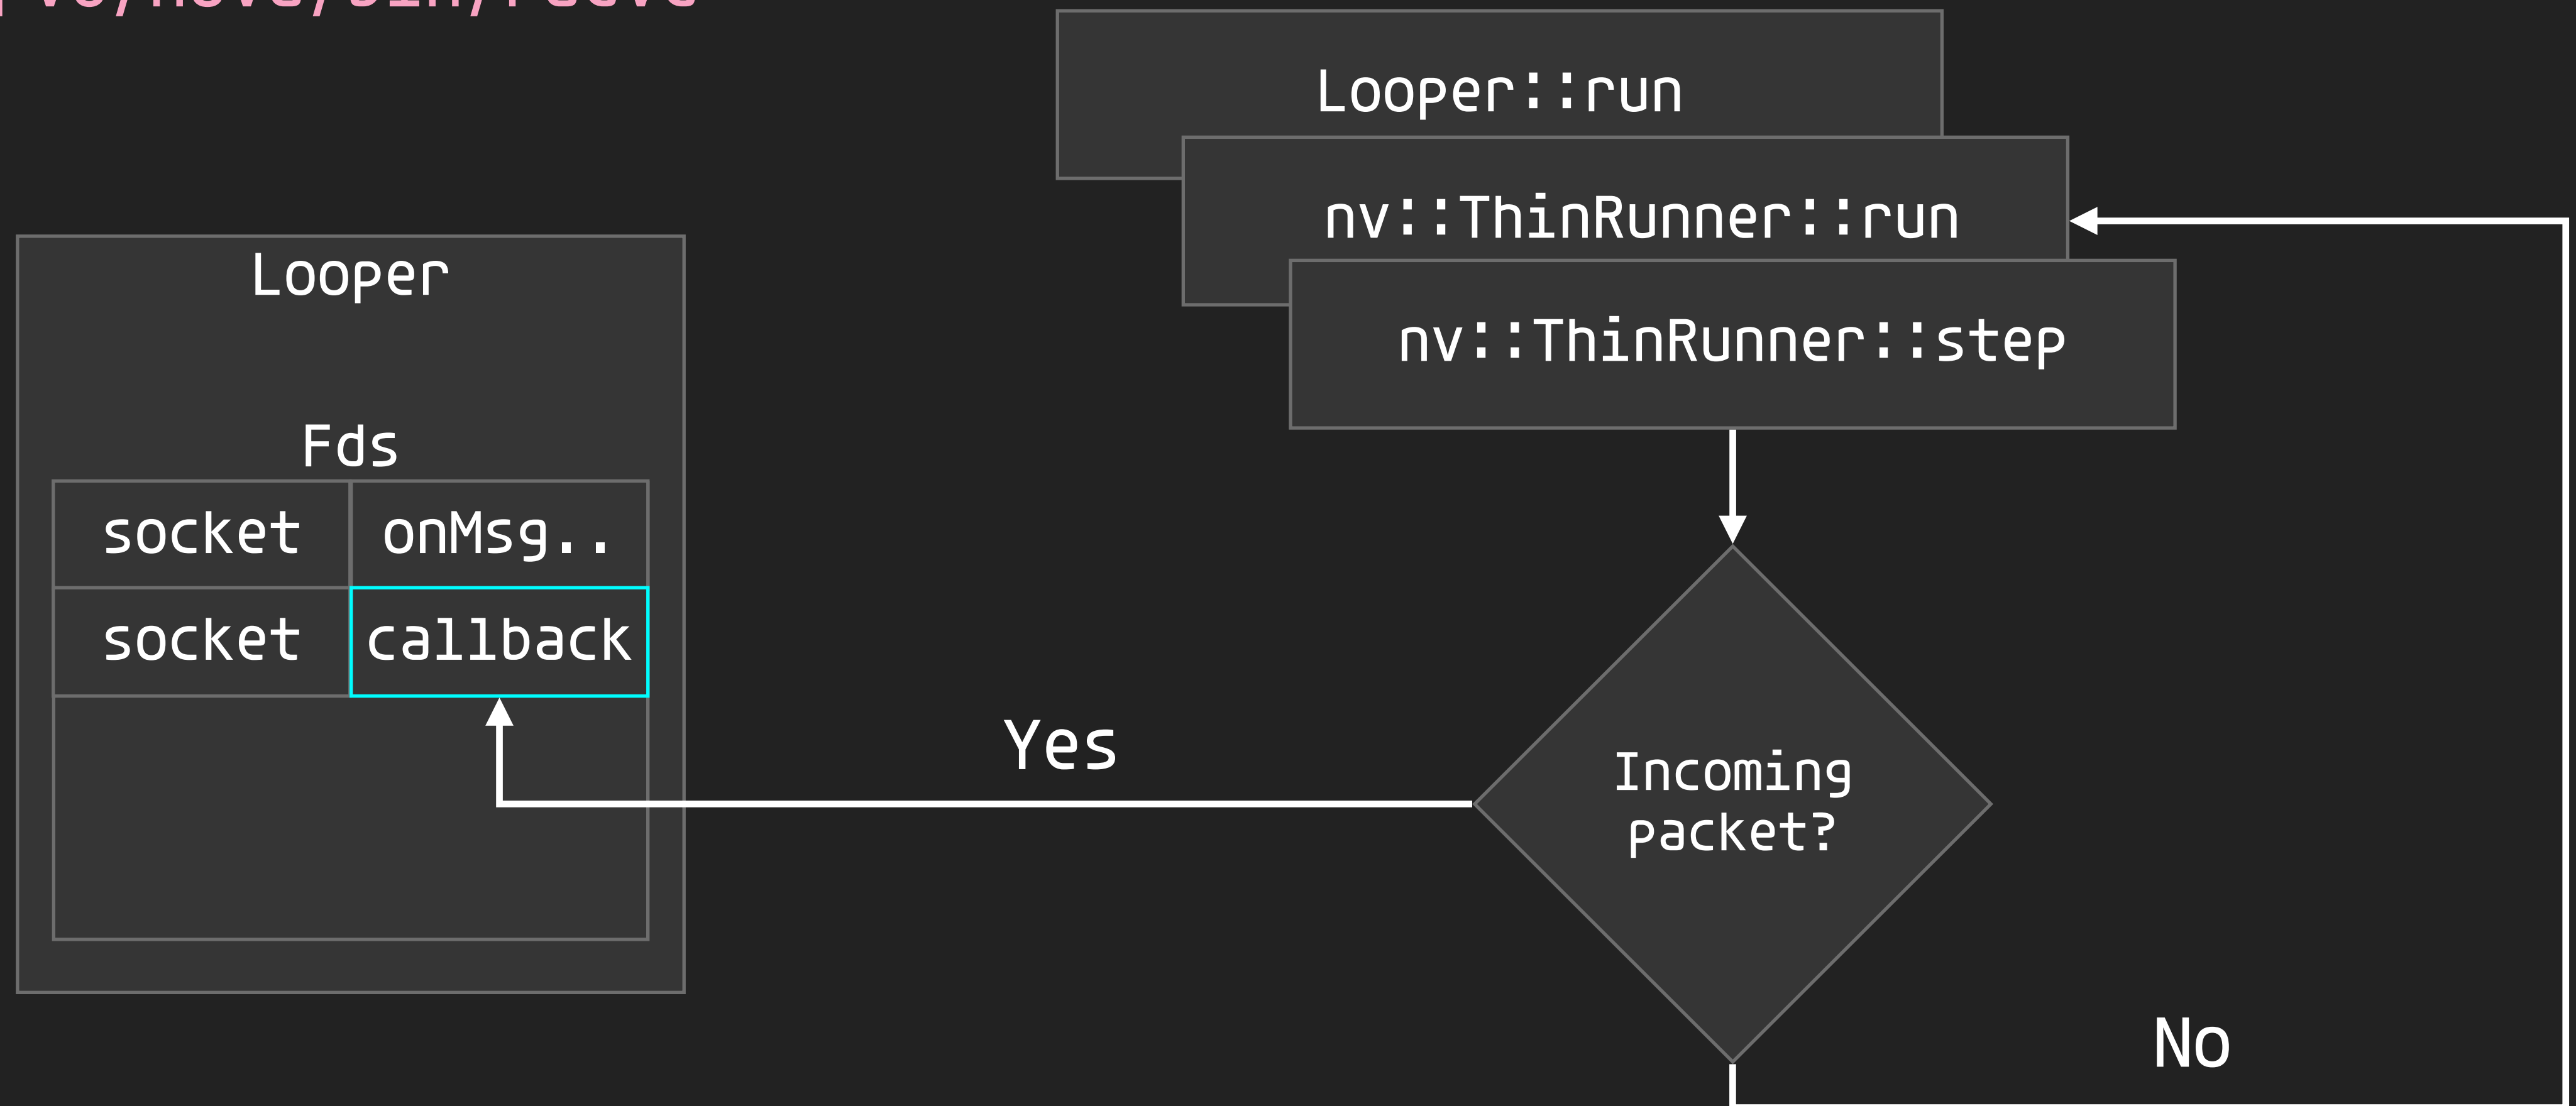 Looper::run
nv::ThinRunner::run
nv::ThinRunner::step
Looper
Fds
socket onMsg..
socket callback
Yes
Incoming
packet?
No